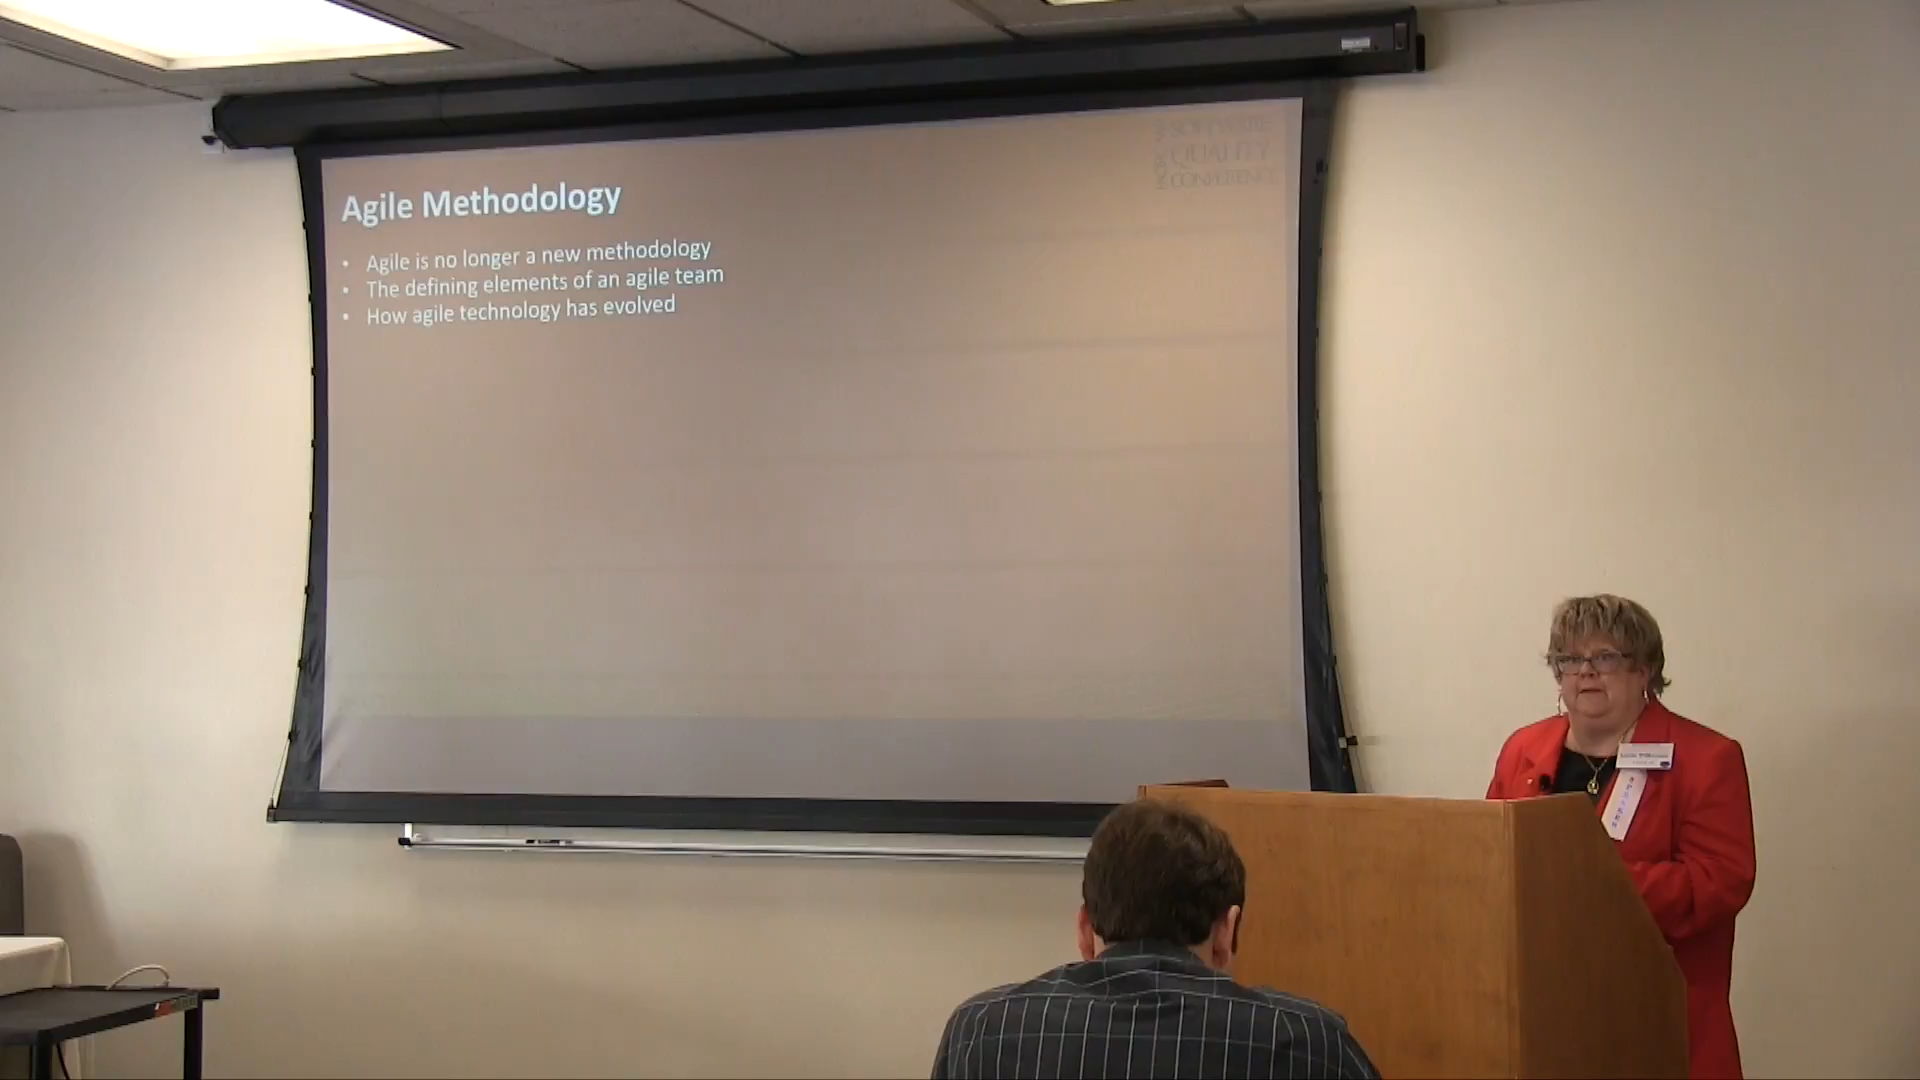 SOFTWARE
QUALITY
CONFERENCE
Agile Methodology
• Agile is no longer a new methodology
• The defining elements of an agile team
• How agile technology has evolved
SPEAKER